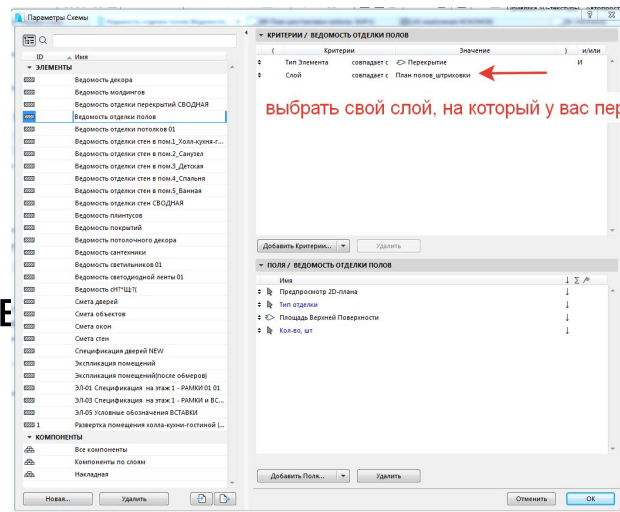 Параметры Схемы
ID Имя
ЭЛЕМЕНТЫ
Ведомость декора
Ведомость молдингов
Ведомость отделки перекрытий СВОДНАЯ
Ведомость отделки полов
Ведомость отделки потолков 01
Ведомость отделки стен в пом.1_Холл-кухня-г...
Ведомость отделки стен в пом.2_Санузел
Ведомость отделки стен в пом.3_Детская
Ведомость отделки стен в пом.4_Спальня
Ведомость отделки стен в пом.5_Ванная
Ведомость отделки стен СВОДНАЯ
Ведомость плинтусов
Ведомость покрытий
Ведомость потолочного декора
Ведомость сантехники
Ведомость светильников 01
Ведомость светодиодной ленты 01
Ведомость сНТ*Щ:?(
Смета дверей
Смета объектов
Смета окон
Смета стен
Спецификация дверей NEW
Экспликация помещений
Экспликация помещений(после обмеров)
ЭЛ-01 Спецификация на этаж 1 - РАМКИ 01 01
ЭЛ-03 Спецификация на этаж 1 - РАМКИ и ВС...
ЭЛ-05 Условные обозначения ВСТАВКИ
1 Развертка помещения холла-кухни-гостиной (...
КОМПОНЕНТЫ
Все компоненты
Компоненты по слоям
Накладная
Новая... Удалить
КРИТЕРИИ / ВЕДОМОСТЬ ОТДЕЛКИ ПОЛОВ
( Критерии Значение ) и/или
Тип Элемента совпадает с Перекрытие И
Слой совпадает с План полов_штриховки
выбрать свой слой, на который у вас пер
Добавить Критерии... Удалить
ПОЛЯ / ВЕДОМОСТЬ ОТДЕЛКИ ПОЛОВ
Имя
Предпросмотр 2D-плана
Тип отделки
Площадь Верхней Поверхности
Кол-во, шт
Добавить Поля... Удалить
Отменить OK